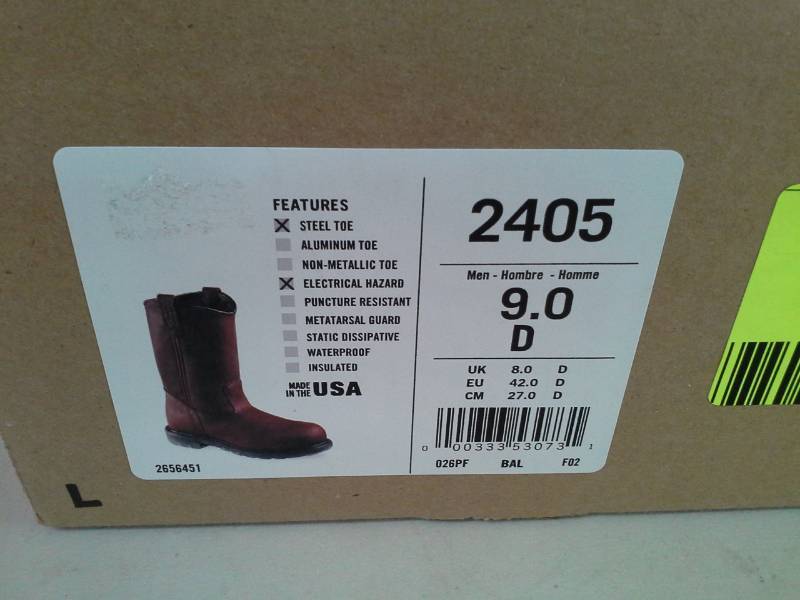 FEATURES
STEEL TOE
ALUMINUM TOE
NON-METALLIC TOE
ELECTRICAL HAZARD
PUNCTURE RESISTANT
METATARSAL GUARD
STATIC DISSIPATIVE
WATERPROOF
INSULATED
MADE IN THE USA
2656451
2405
Men - Hombre - Homme
9.0
D
UK 8.0 D
EU 42.0 D
CM 27.0 D
0 00333 53073 1
026PF BAL F02
L